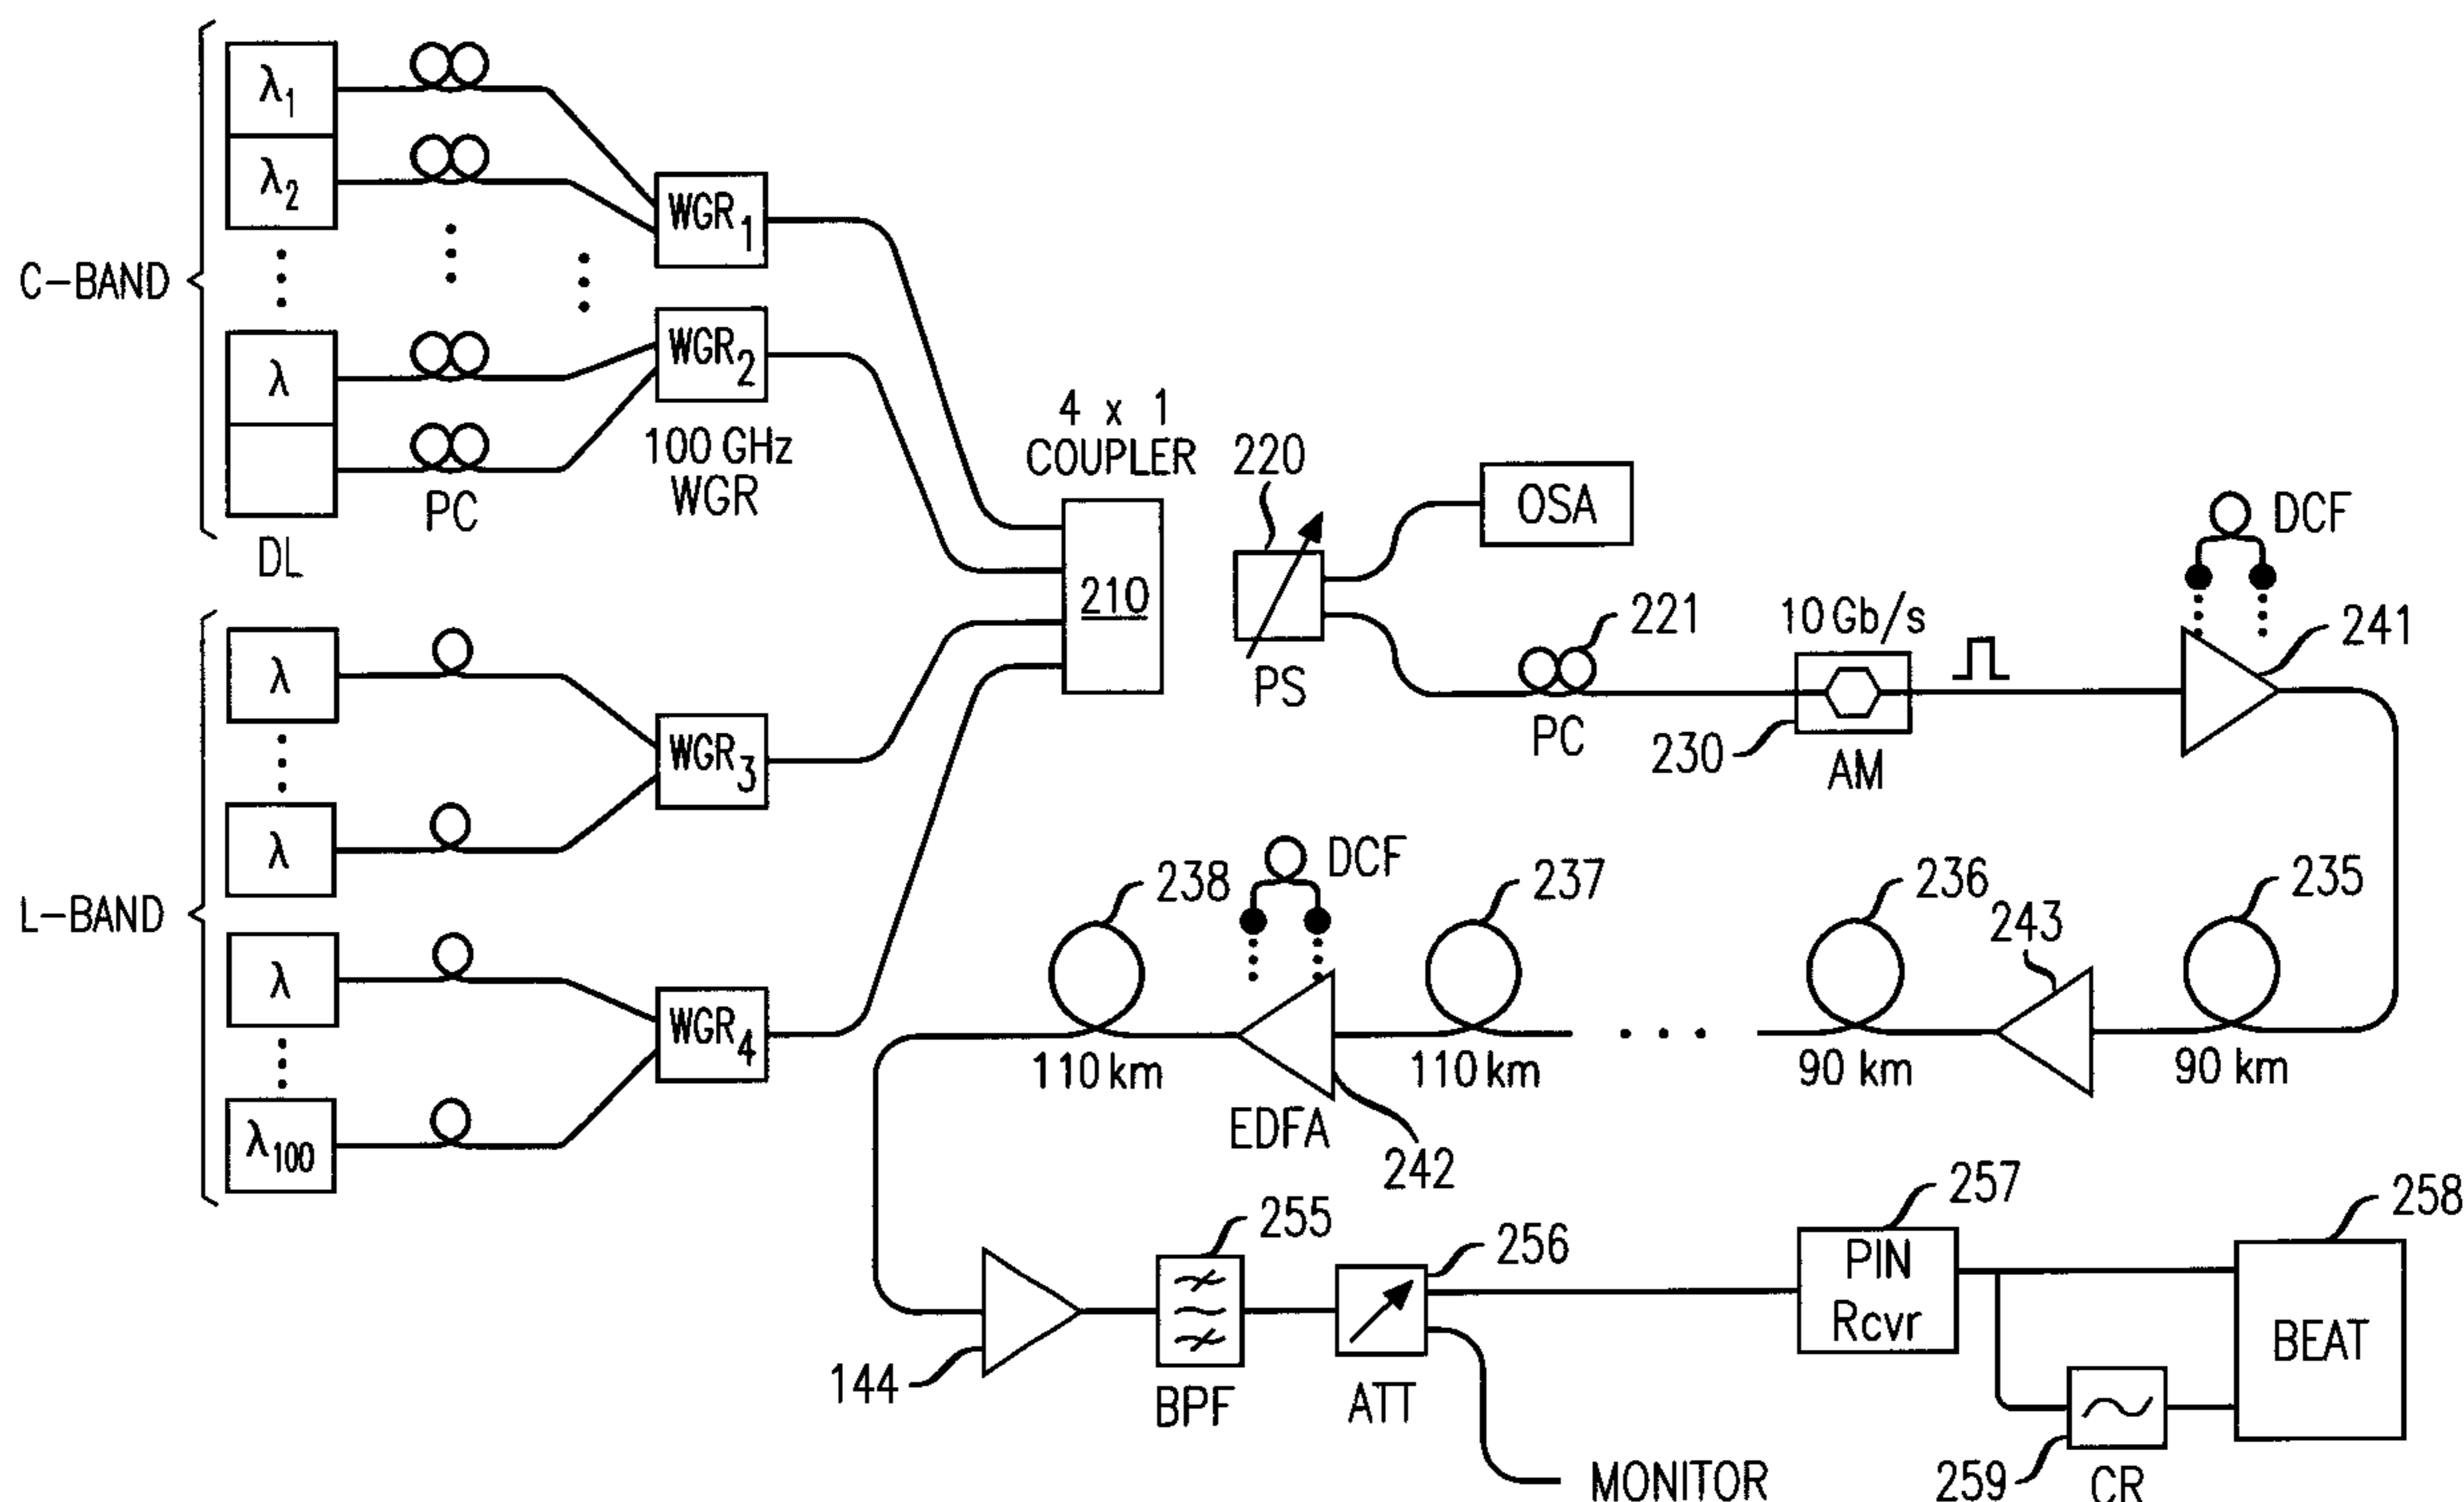 C-BAND
λ1
λ2
λ
DL
PC
WGR1
WGR2
100 GHz
WGR
L-BAND
λ
λ
λ
λ100
WGR3
WGR4
4 x 1
COUPLER
210
220
PS
OSA
221
PC
10 Gb/s
230
AM
DCF
241
235
90 km
243
236
90 km
237
110 km
DCF
EDFA
242
238
110 km
144
255
BPF
256
ATT
MONITOR
257
PIN
Rcvr
258
BEAT
259
CR